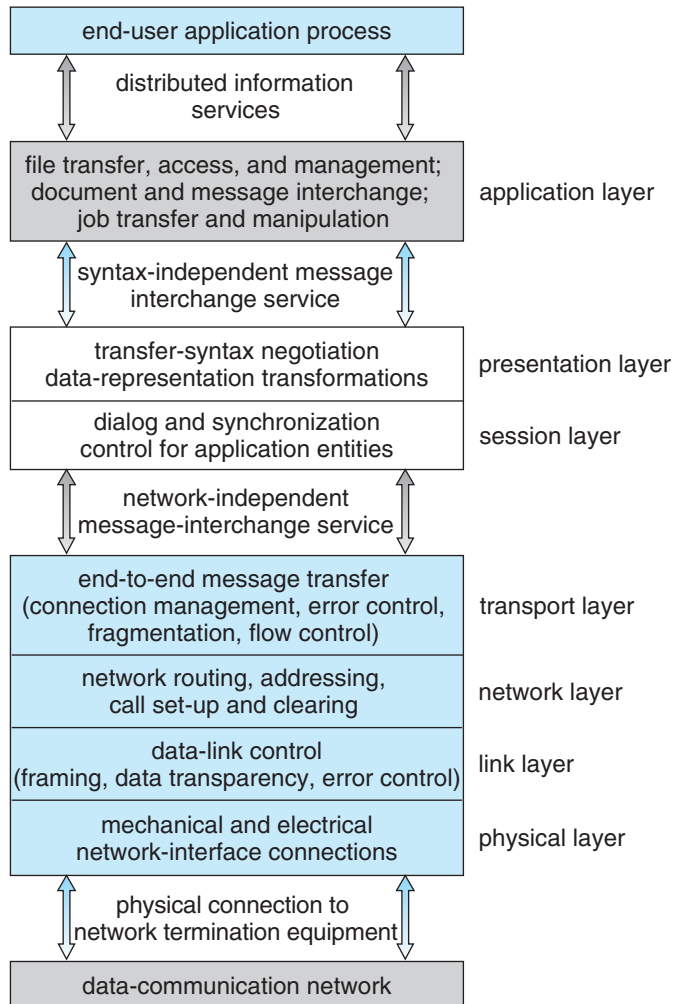 end-user application process
distributed information
services
file transfer, access, and management;
document and message interchange;
job transfer and manipulation
application layer
syntax-independent message
interchange service
transfer-syntax negotiation
data-representation transformations
presentation layer
dialog and synchronization
control for application entities
session layer
network-independent
message-interchange service
end-to-end message transfer
(connection management, error control,
fragmentation, flow control)
transport layer
network routing, addressing,
call set-up and clearing
network layer
data-link control
(framing, data transparency, error control)
link layer
mechanical and electrical
network-interface connections
physical layer
physical connection to
network termination equipment
data-communication network